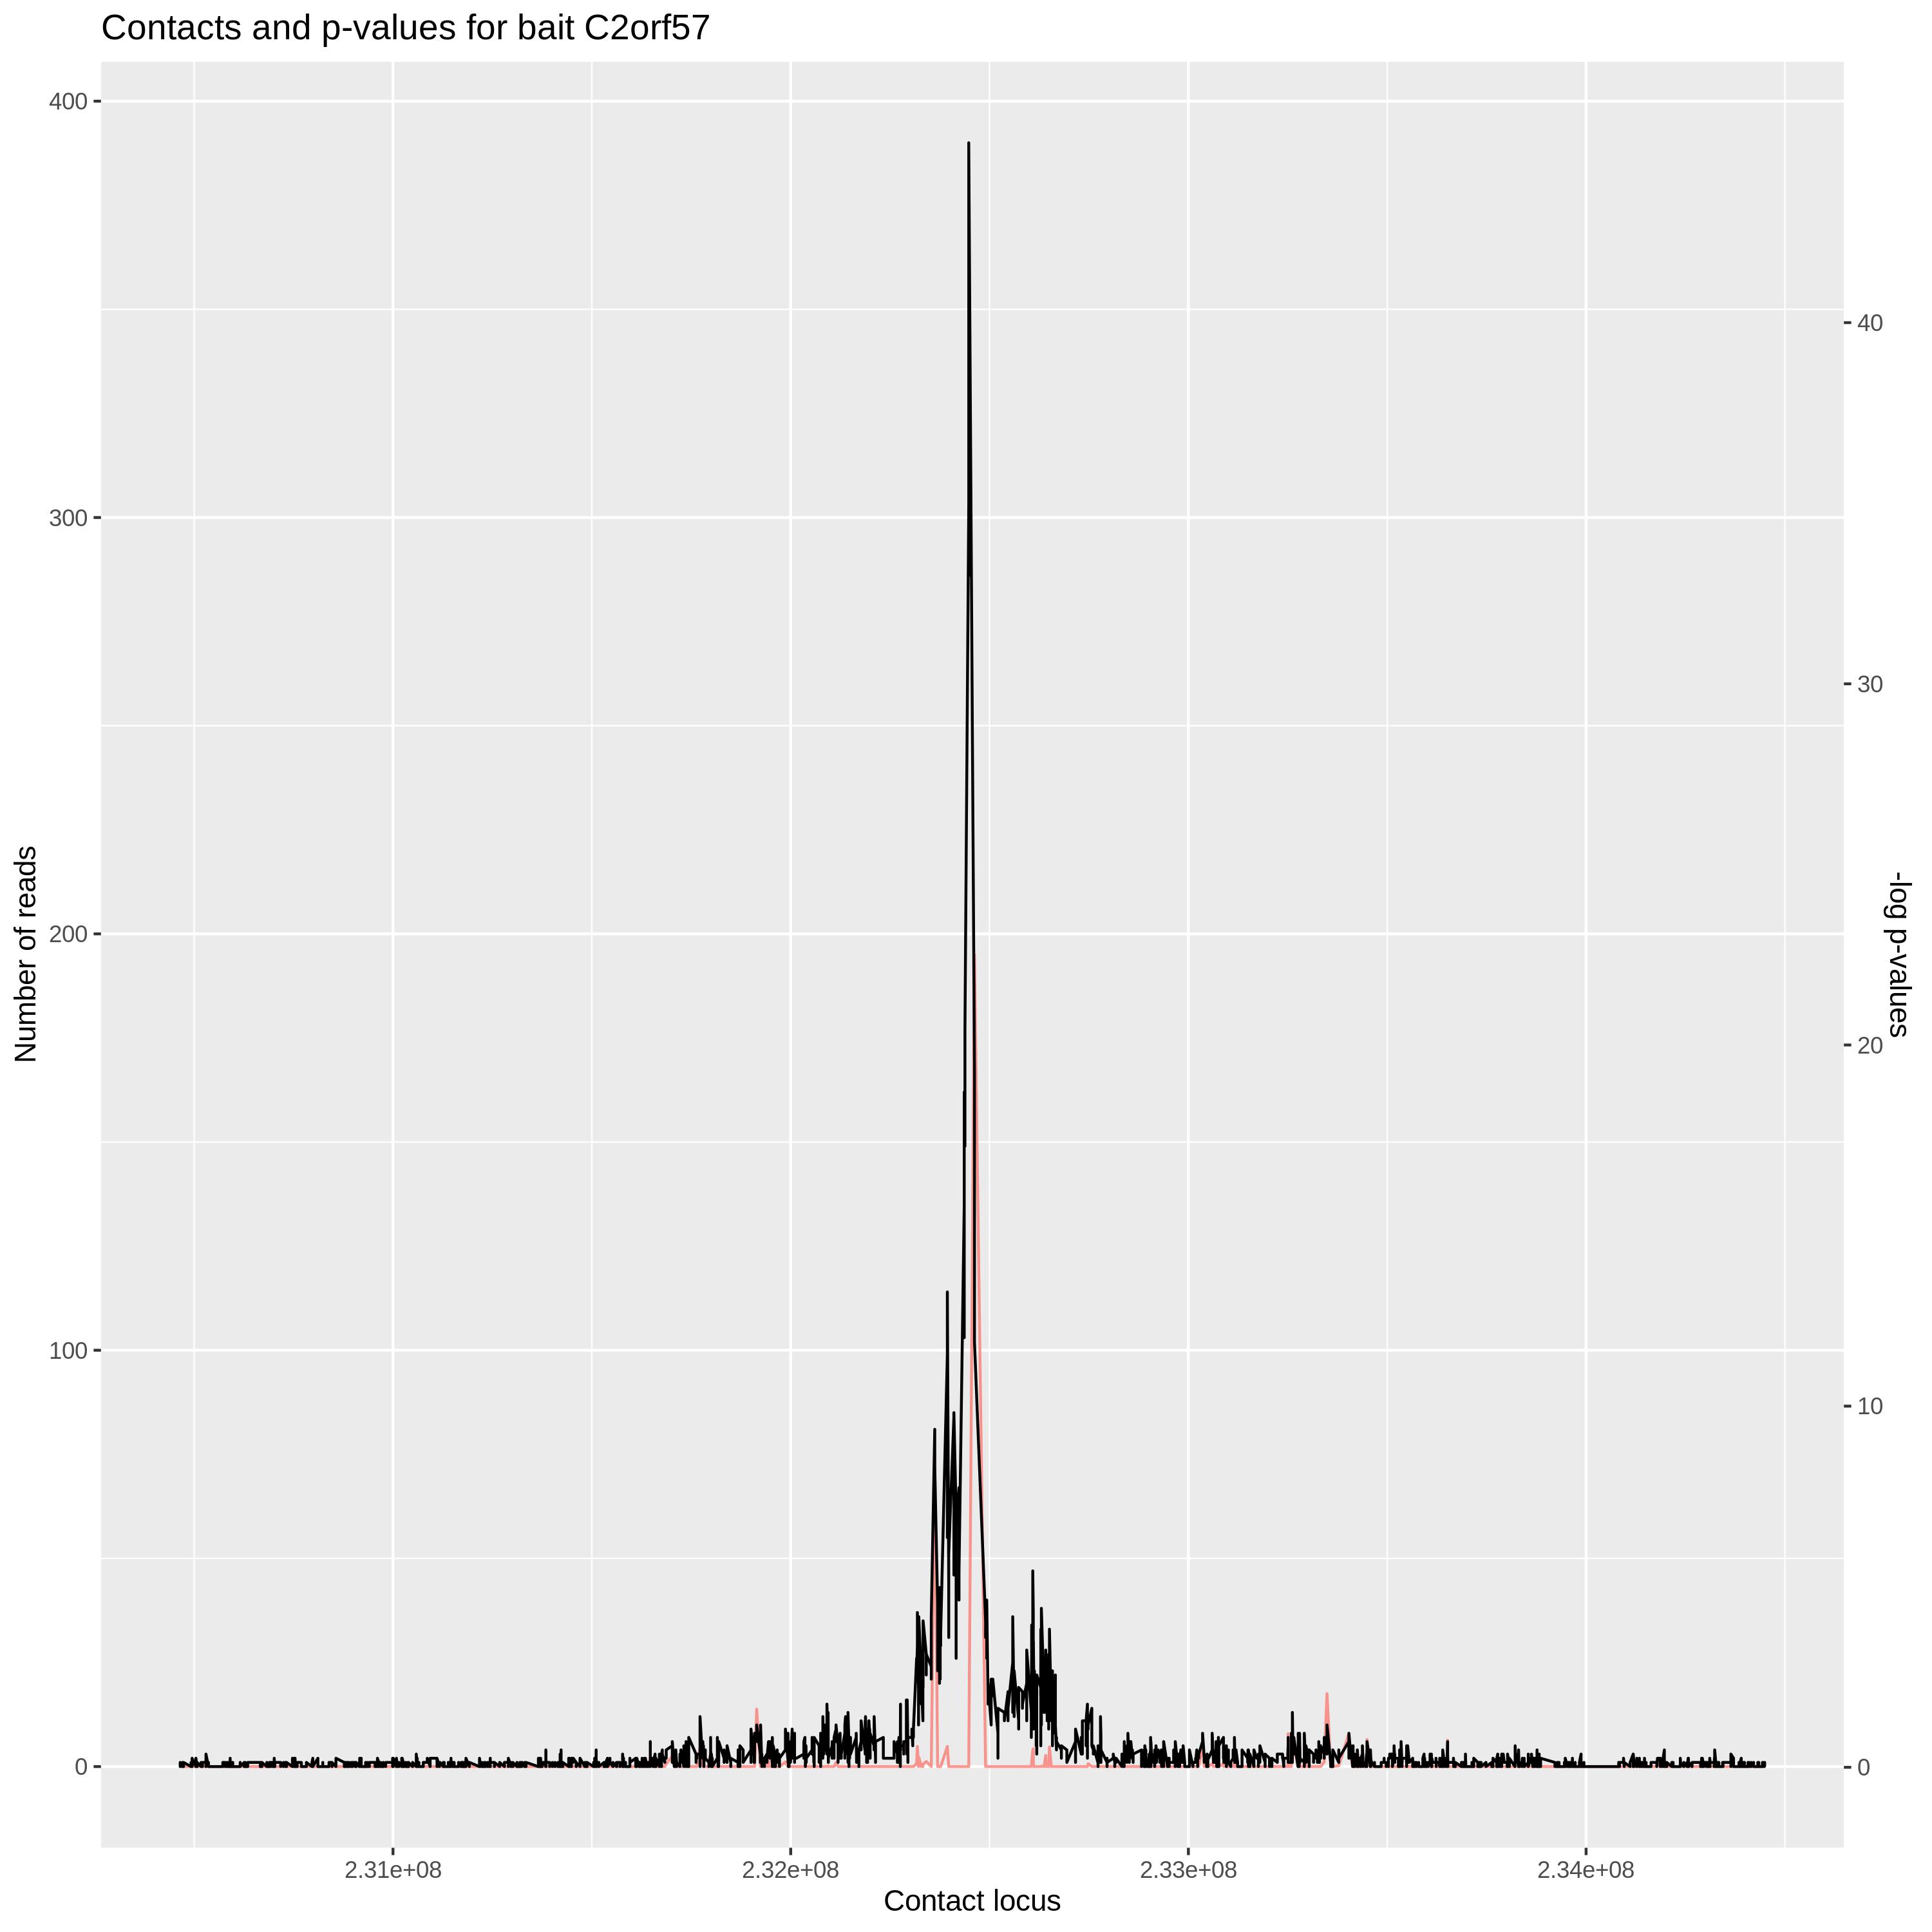 Contacts and p-values for bait C2orf57
400
300
200
100
0
Number of reads
40
30
20
10
0
-log p-values
2.31e+08
2.32e+08
2.33e+08
2.34e+08
Contact locus